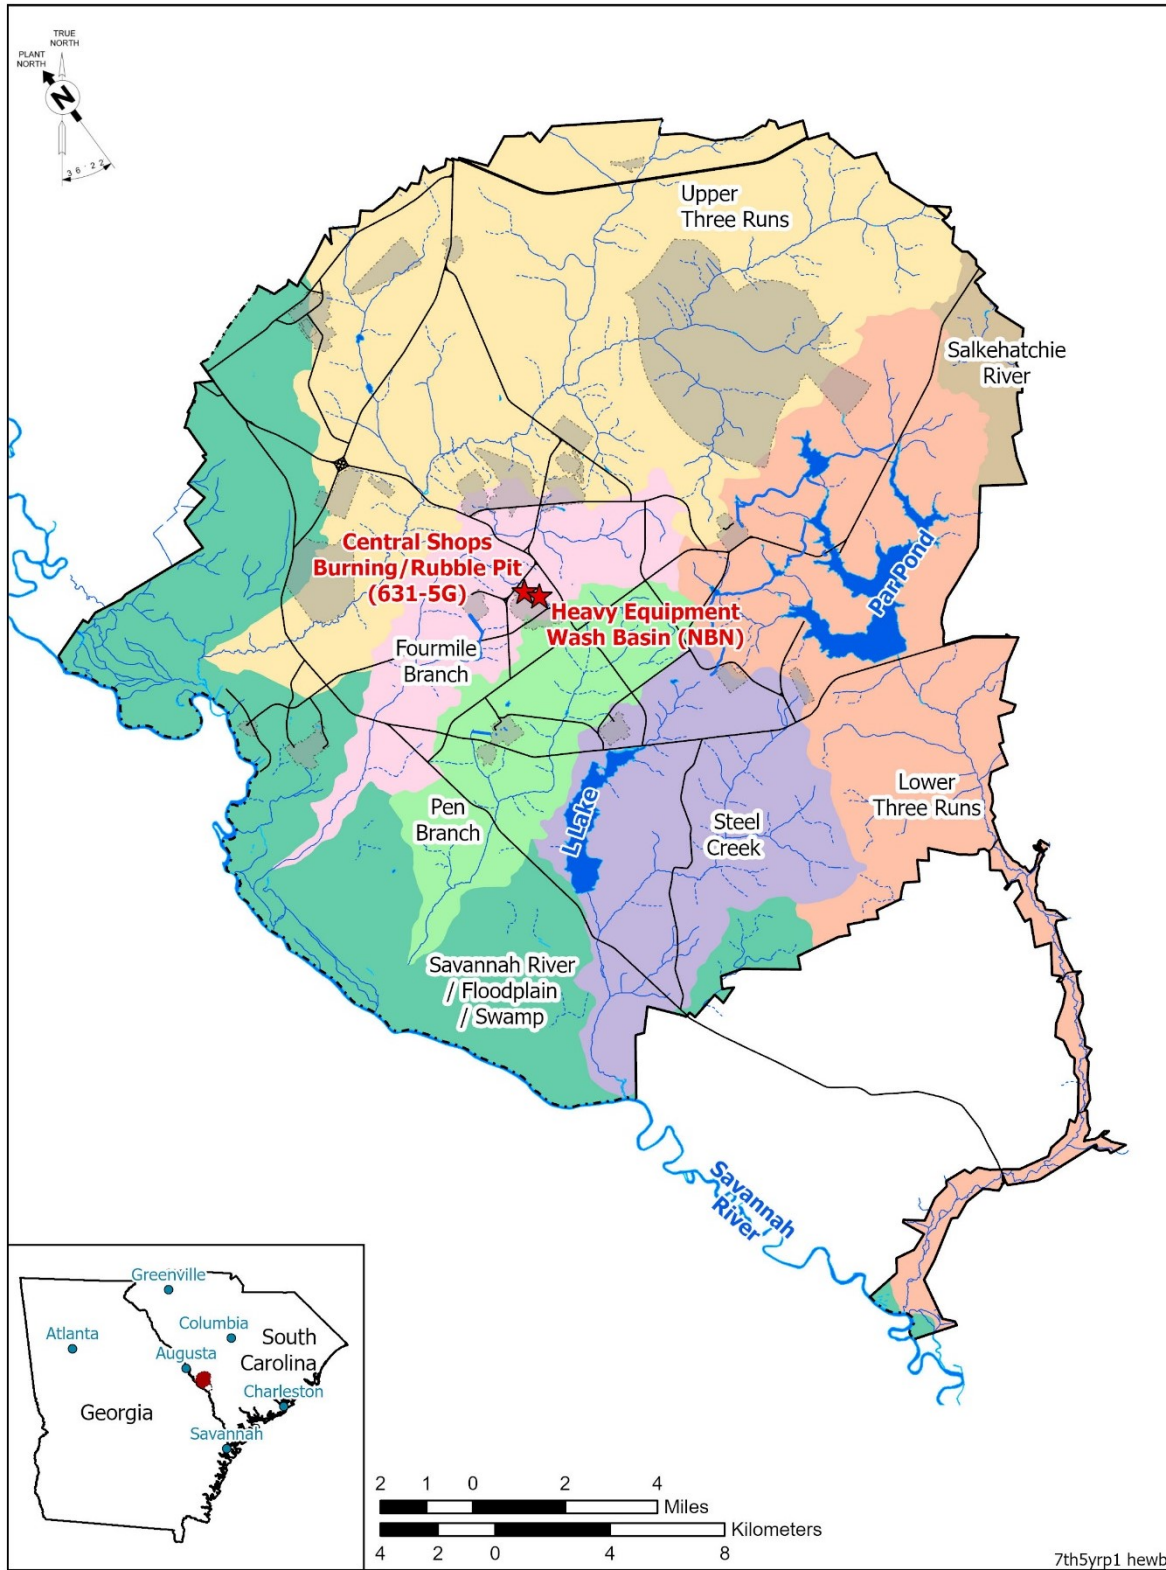 TRUE
NORTH
PLANT
NORTH
N
36·22
Upper
Three Runs
Salkehatchie
River
Central Shops
Burning/Rubble Pit
(631-5G)
Heavy Equipment
Wash Basin (NBN)
Par Pond
Fourmile
Branch
Lower
Three Runs
Pen
Branch
L Lake
Steel
Creek
Savannah River
/ Floodplain
/ Swamp
Savannah
River
Greenville
Atlanta
Columbia
South
Carolina
Augusta
Charleston
Georgia
Savannah
2 1 0 2 4
Miles
Kilometers
4 2 0 4 8
7th5yrp1 hewb